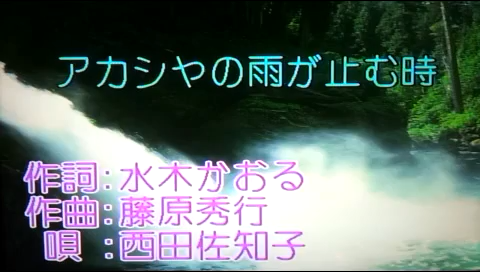 アカシヤの雨が止む時
作詞:水木かおる
作曲:藤原秀行
唄:西田佐知子